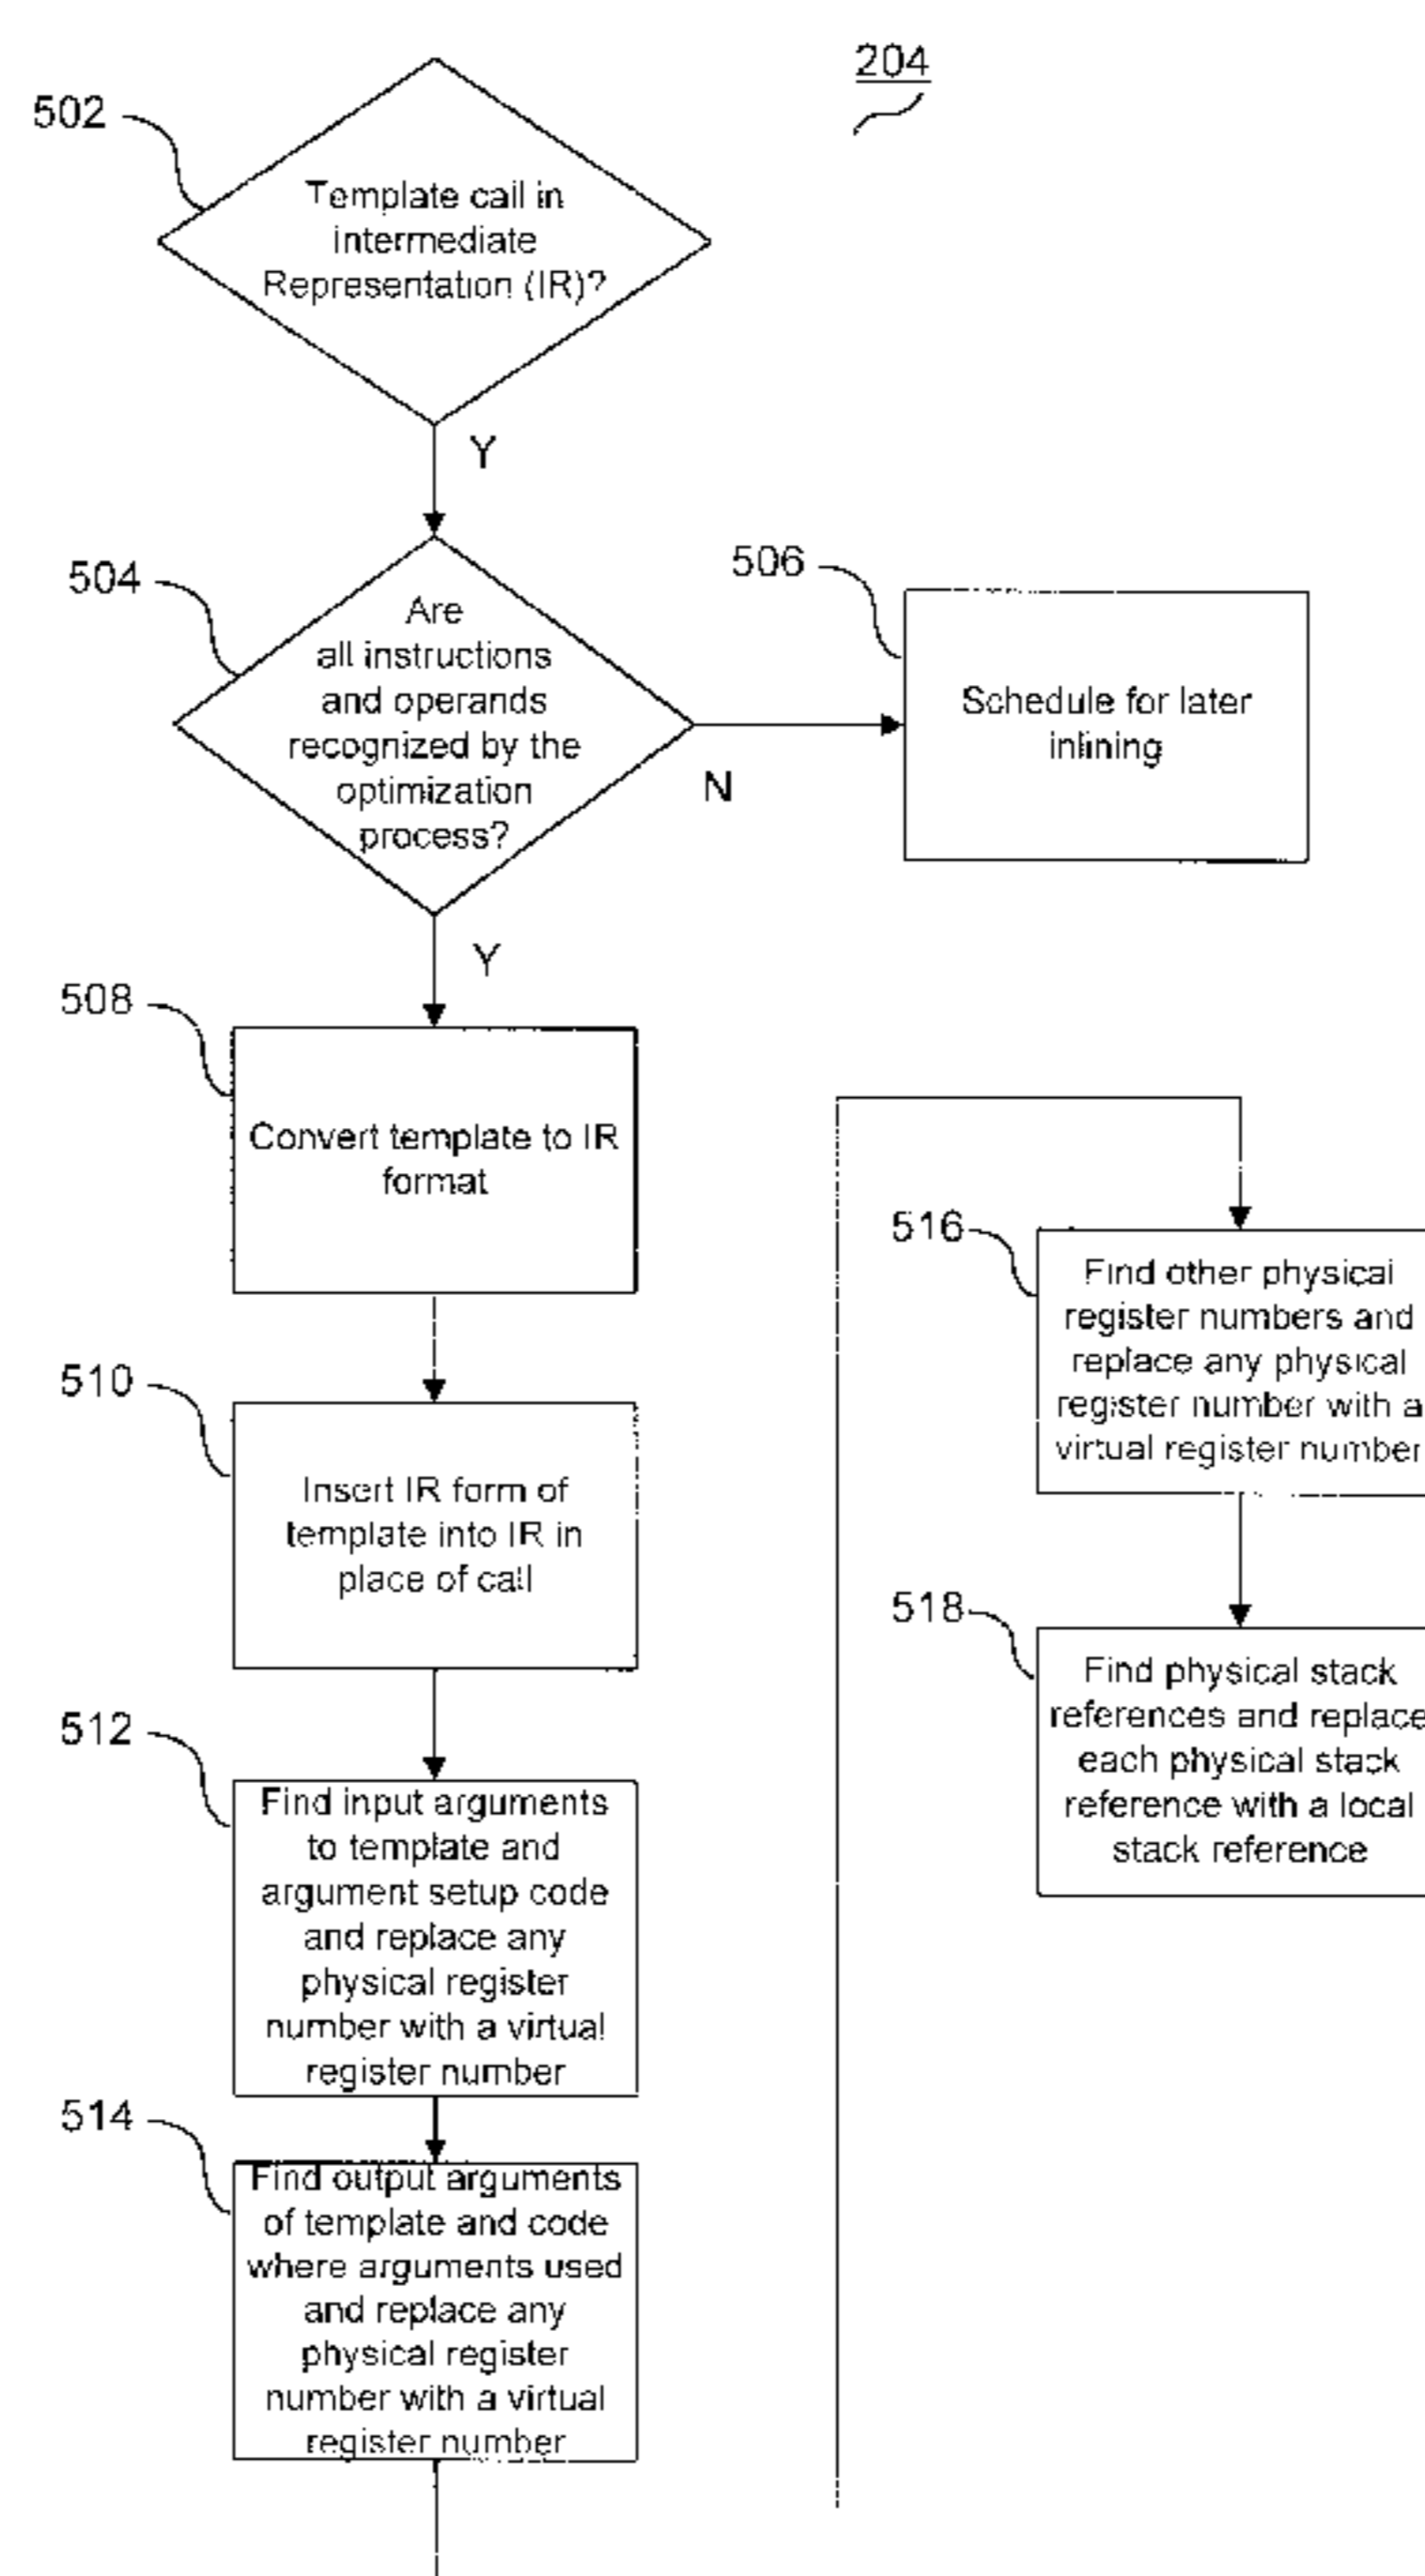 204
502
Template call in
Intermediate
Representation (IR)?
Y
504
Are
all instructions
and operands
recognized by the
optimization
process?
N
506
Schedule for later
inlining
Y
508
Convert template to IR
format
510
Insert IR form of
template into IR in
place of call
512
Find input arguments
to template and
argument setup code
and replace any
physical register
number with a virtual
register number
514
Find output arguments
of template and code
where arguments used
and replace any
physical register
number with a virtual
register number
516
Find other physical
register numbers and
replace any physical
register number with a
virtual register number
518
Find physical stack
references and replace
each physical stack
reference with a local
stack reference